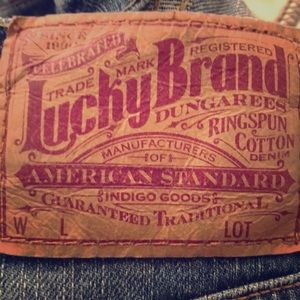 SINCE
CELEBRATED
REGISTERED
TRADE MARK
Lucky Brand
DUNGAREES
RINGSPUN
COTTON
DENIM
MANUFACTURERS
OF
AMERICAN STANDARD
INDIGO GOODS
GUARANTEED TRADITIONAL
W L LOT